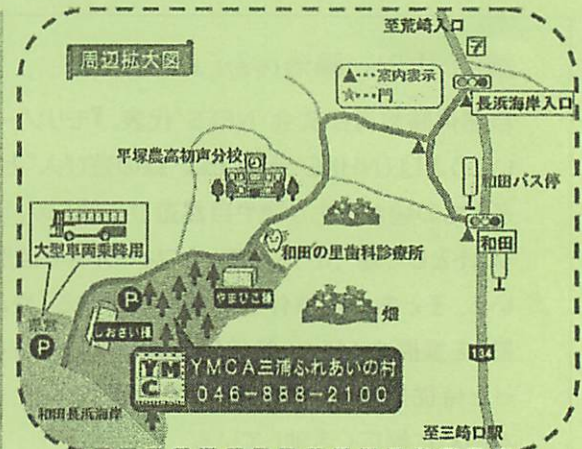 至荒崎入口
周辺拡大図
7
▲・・・案内表示
☆・・・門
長浜海岸入口
平塚農高初声分校
和田バス停
大型車両乗降用
和田の里歯科診療所
和田
やまびこ棟
P
しおさい棟
畑
県営
P
134
YMCA
YMCA三浦ふれあいの村
046-888-2100
和田長浜海岸
至三崎口駅